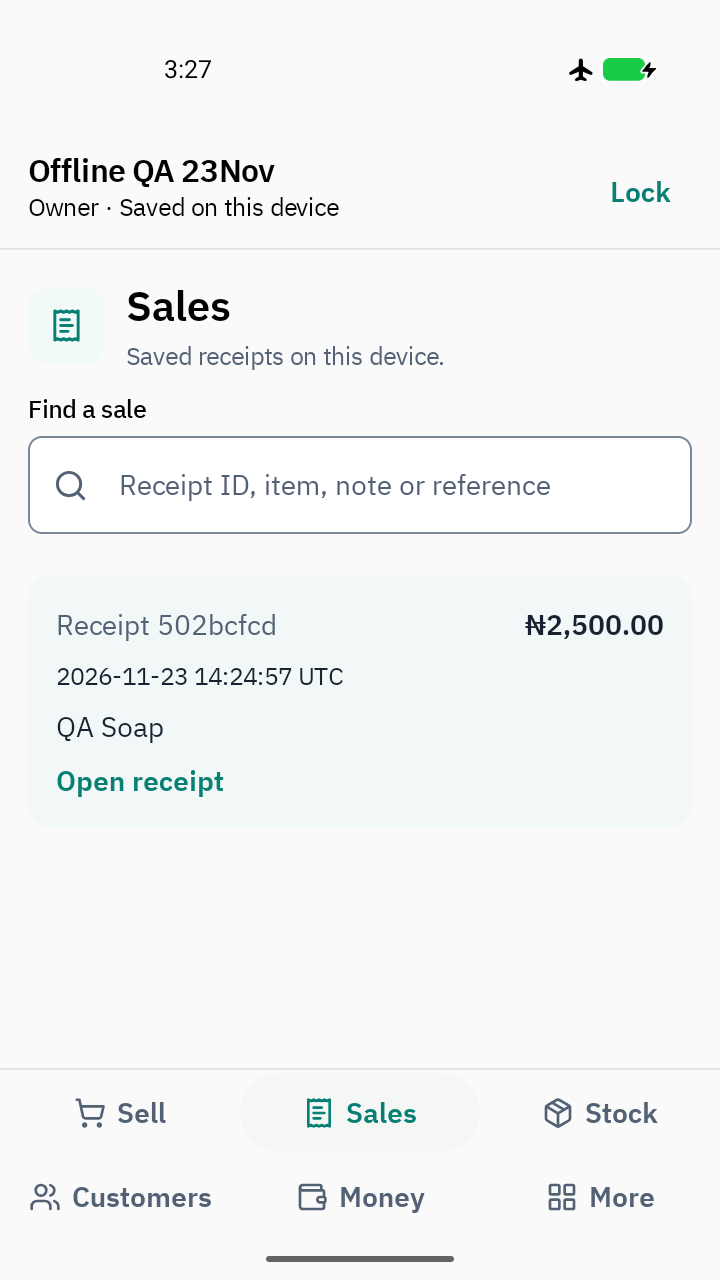 3:27
Offline QA 23Nov
Owner · Saved on this device
Lock
Sales
Saved receipts on this device.
Find a sale
Receipt ID, item, note or reference
Receipt 502bcfcd
₦2,500.00
2026-11-23 14:24:57 UTC
QA Soap
Open receipt
Sell
Sales
Stock
Customers
Money
More